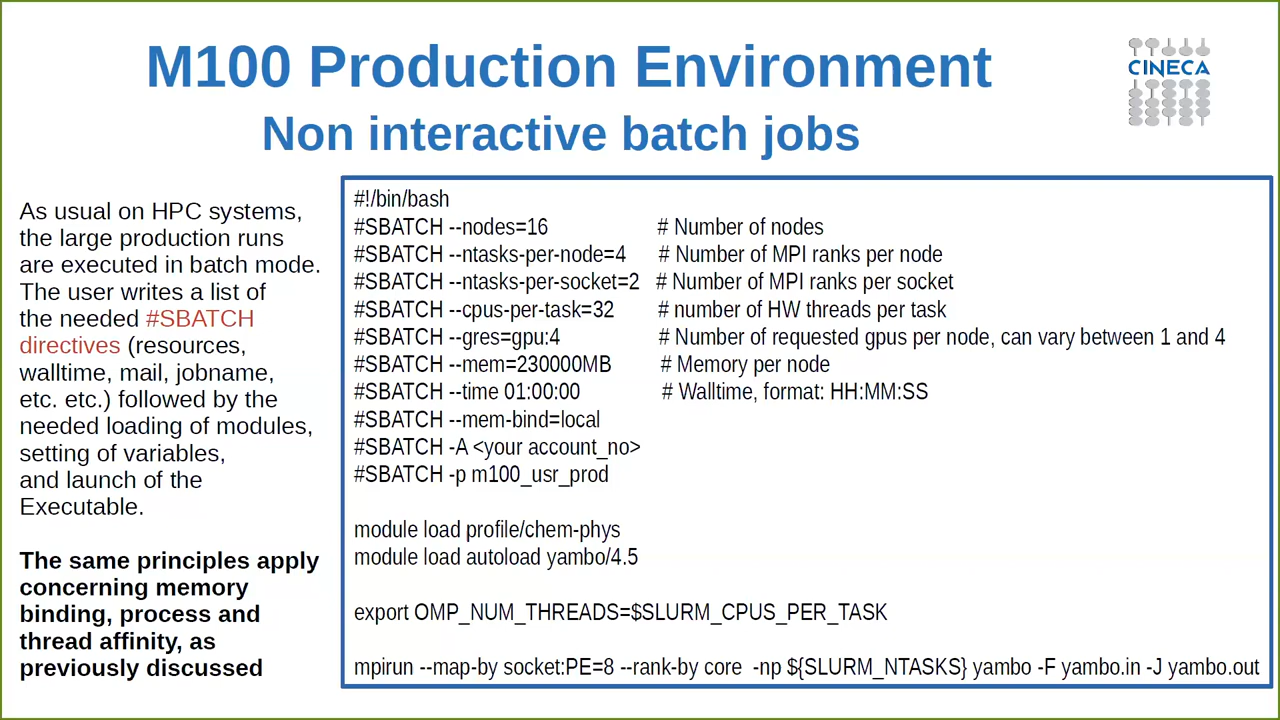 M100 Production Environment
CINECA
Non interactive batch jobs
As usual on HPC systems,
the large production runs
are executed in batch mode.
The user writes a list of
the needed #SBATCH
directives (resources,
walltime, mail, jobname,
etc. etc.) followed by the
needed loading of modules,
setting of variables,
and launch of the
Executable.
The same principles apply
concerning memory
binding, process and
thread affinity, as
previously discussed
#!/bin/bash
#SBATCH --nodes=16 # Number of nodes
#SBATCH --ntasks-per-node=4 # Number of MPI ranks per node
#SBATCH --ntasks-per-socket=2 # Number of MPI ranks per socket
#SBATCH --cpus-per-task=32 # number of HW threads per task
#SBATCH --gres=gpu:4 # Number of requested gpus per node, can vary between 1 and 4
#SBATCH --mem=230000MB # Memory per node
#SBATCH --time 01:00:00 # Walltime, format: HH:MM:SS
#SBATCH --mem-bind=local
#SBATCH -A <your account_no>
#SBATCH -p m100_usr_prod
module load profile/chem-phys
module load autoload yambo/4.5
export OMP_NUM_THREADS=$SLURM_CPUS_PER_TASK
mpirun --map-by socket:PE=8 --rank-by core -np ${SLURM_NTASKS} yambo -F yambo.in -J yambo.out